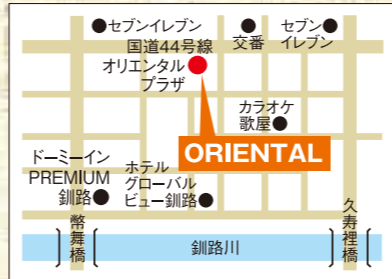 セブンイレブン
国道44号線
交番
セブン
イレブン
オリエンタル
プラザ
カラオケ
歌屋
ORIENTAL
ドーミーイン
PREMIUM
釧路
ホテル
グローバル
ビュー釧路
幣舞橋
釧路川
久寿里橋